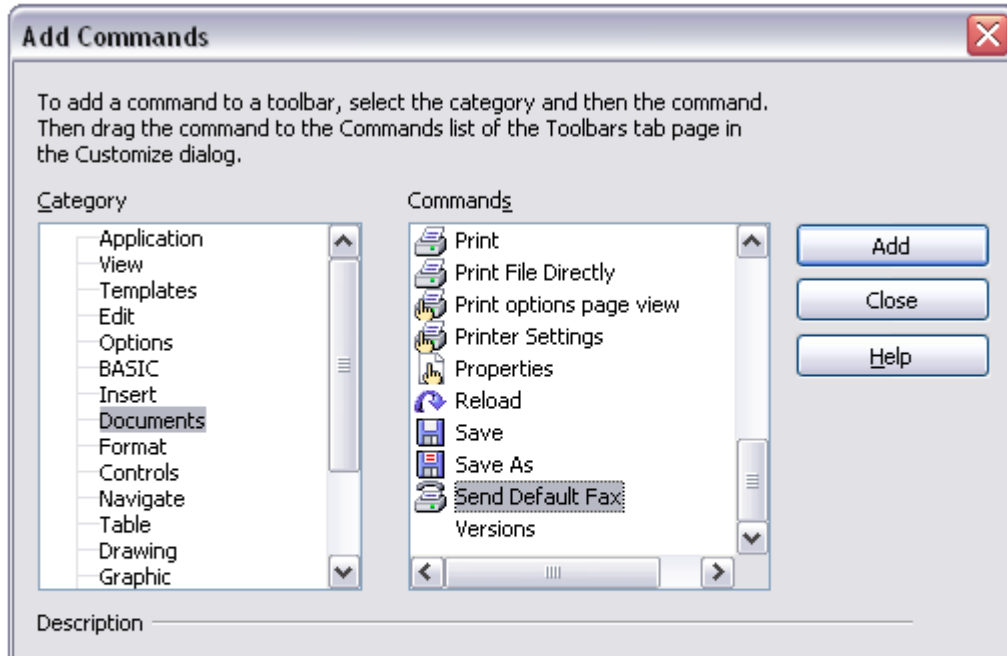 Add Commands
To add a command to a toolbar, select the category and then the command.
Then drag the command to the Commands list of the Toolbars tab page in
the Customize dialog.
Category
Application
View
Templates
Edit
Options
BASIC
Insert
Documents
Format
Controls
Navigate
Table
Drawing
Graphic
Commands
Print
Print File Directly
Print options page view
Printer Settings
Properties
Reload
Save
Save As
Send Default Fax
Versions
Add
Close
Help
Description